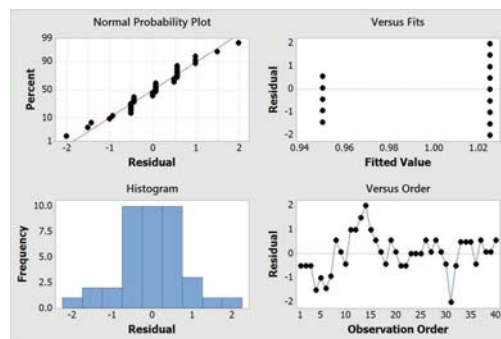 Normal Probability Plot
99
90
50
10
1
Percent
-2 -1 0 1 2
Residual
Versus Fits
2
1
0
-1
-2
Residual
0.94 0.96 0.98 1.00 1.02
Fitted Value
Histogram
10.0
7.5
5.0
2.5
0.0
Frequency
-2 -1 0 1 2
Residual
Versus Order
2
1
0
-1
-2
Residual
1 5 10 15 20 25 30 35 40
Observation Order